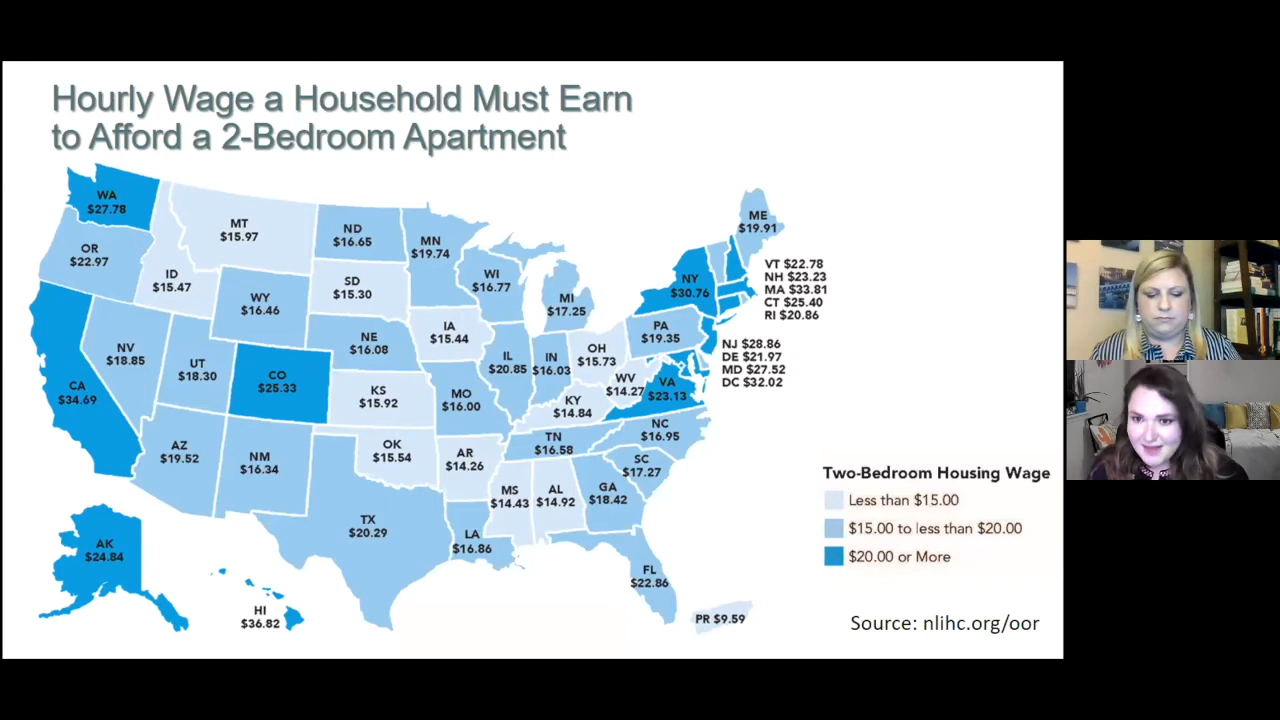 Hourly Wage a Household Must Earn
to Afford a 2-Bedroom Apartment
WA
$27.78
OR
$22.97
MT
$15.97
ID
$15.47
ND
$16.65
MN
$19.74
SD
$15.30
WY
$16.46
WI
$16.77
MI
$17.25
ME
$19.91
NY
$30.76
VT $22.78
NH $23.23
MA $33.81
CT $25.40
RI $20.86
PA
$19.35
NJ $28.86
DE $21.97
MD $27.52
DC $32.02
NV
$18.85
UT
$18.30
CA
$34.69
CO
$25.33
NE
$16.08
IA
$15.44
IL
$20.85
IN
$16.03
OH
$15.73
WV
$14.27
VA
$23.13
KS
$15.92
MO
$16.00
KY
$14.84
AZ
$19.52
NM
$16.34
OK
$15.54
AR
$14.26
TN
$16.58
NC
$16.95
SC
$17.27
MS
$14.43
AL
$14.92
GA
$18.42
TX
$20.29
LA
$16.86
FL
$22.86
AK
$24.84
HI
$36.82
PR $9.59
Two-Bedroom Housing Wage
Less than $15.00
$15.00 to less than $20.00
$20.00 or More
Source: nlihc.org/oor